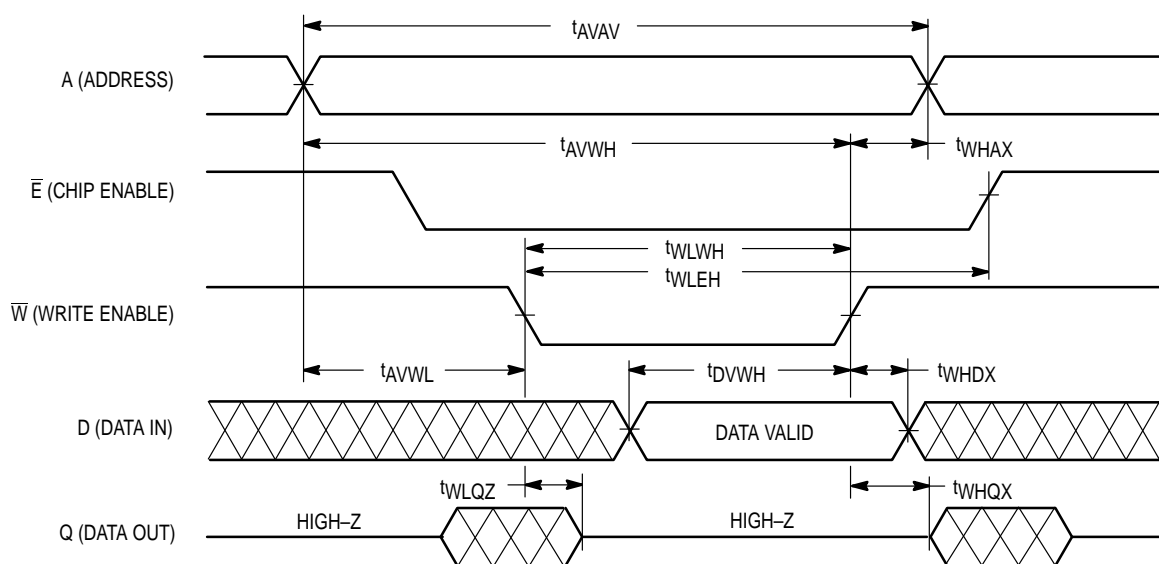 tAVAV
A (ADDRESS)
tAVWH
tWHAX
E̅ (CHIP ENABLE)
tWLWH
tWLEH
W̅ (WRITE ENABLE)
tAVWL
tDVWH
tWHDX
D (DATA IN)
DATA VALID
tWLQZ
tWHQX
Q (DATA OUT)
HIGH–Z
HIGH–Z